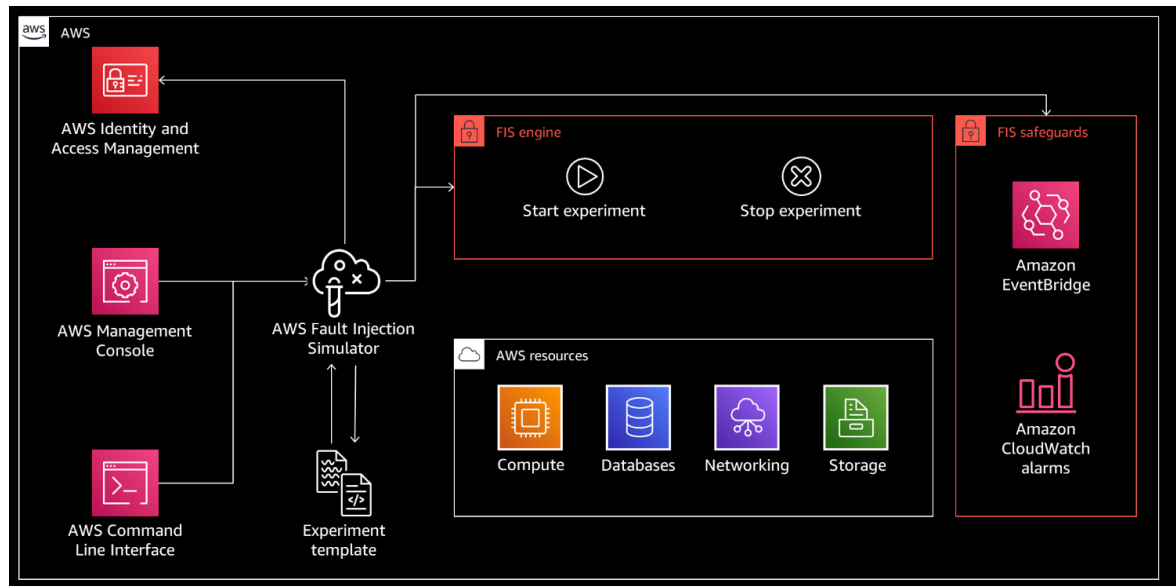 aws
AWS
AWS Identity and
Access Management
FIS engine
Start experiment
Stop experiment
FIS safeguards
Amazon
EventBridge
AWS Management
Console
AWS Fault Injection
Simulator
AWS resources
Compute
Databases
Networking
Storage
Amazon
CloudWatch
alarms
AWS Command
Line Interface
Experiment
template